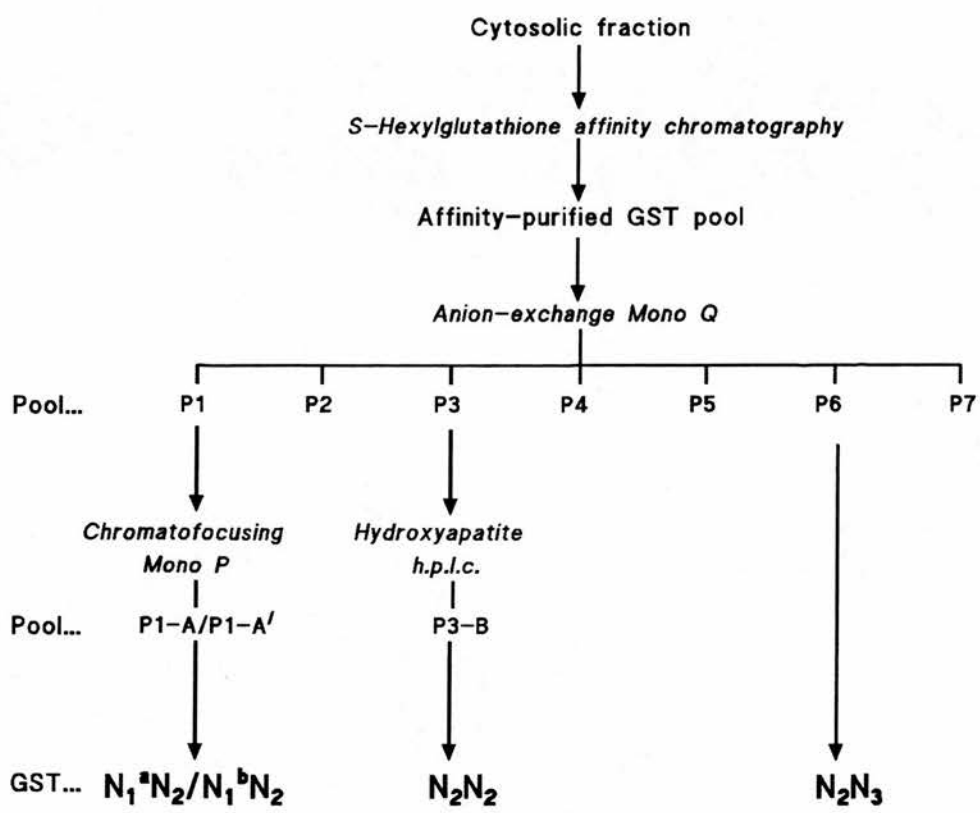 Cytosolic fraction
S-Hexylglutathione affinity chromatography
Affinity-purified GST pool
Anion-exchange Mono Q
Pool... P1 P2 P3 P4 P5 P6 P7
Chromatofocusing Hydroxyapatite
Mono P h.p.l.c.
Pool... P1-A/P1-A′ P3-B
GST... N₁ᵃN₂/N₁ᵇN₂ N₂N₂ N₂N₃